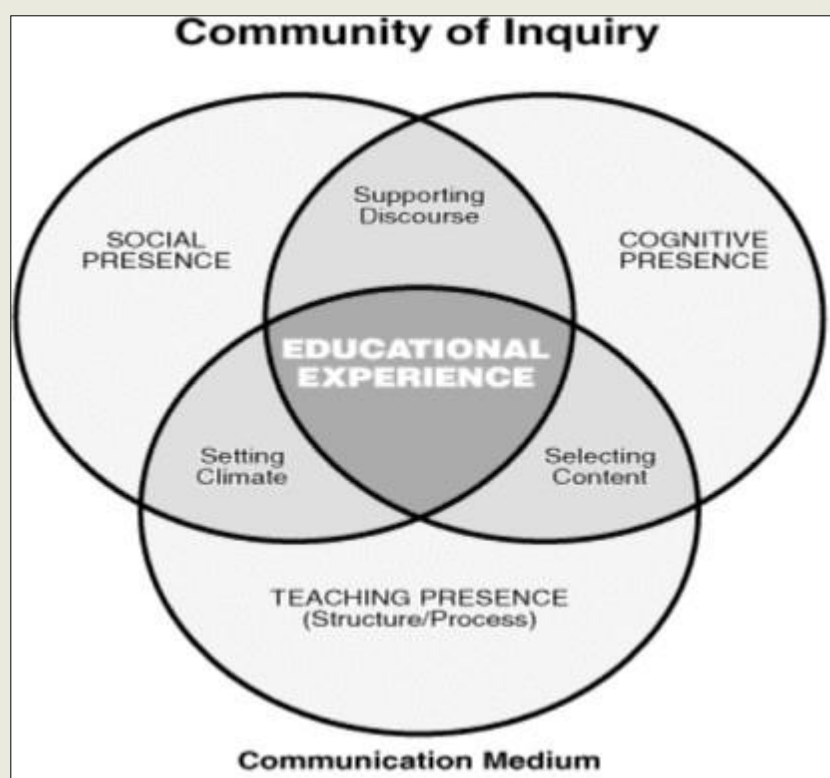 Community of Inquiry
Supporting
Discourse
SOCIAL
PRESENCE
COGNITIVE
PRESENCE
EDUCATIONAL
EXPERIENCE
Setting
Climate
Selecting
Content
TEACHING PRESENCE
(Structure/Process)
Communication Medium